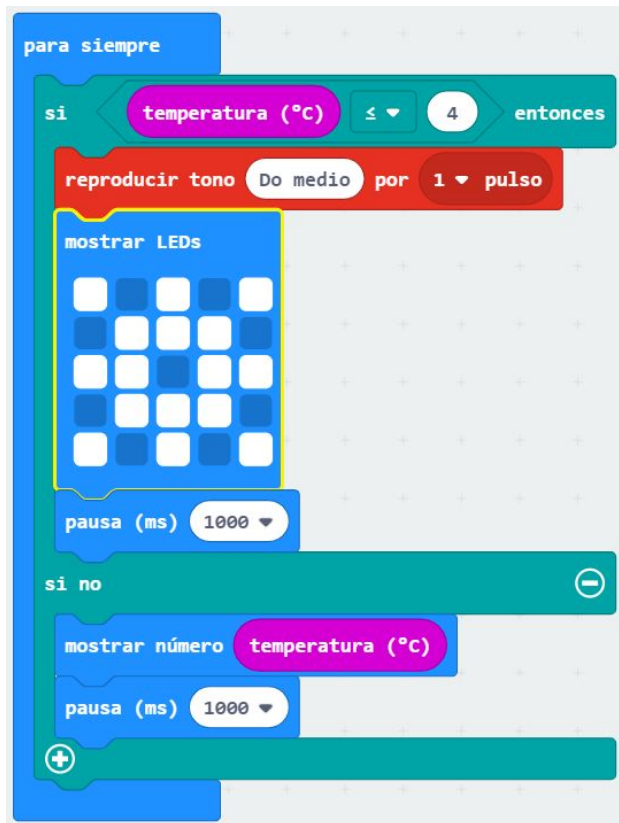 para siempre
si temperatura (°C) ≤ 4 entonces
reproducir tono Do medio por 1 pulso
mostrar LEDs
pausa (ms) 1000
si no
mostrar número temperatura (°C)
pausa (ms) 1000